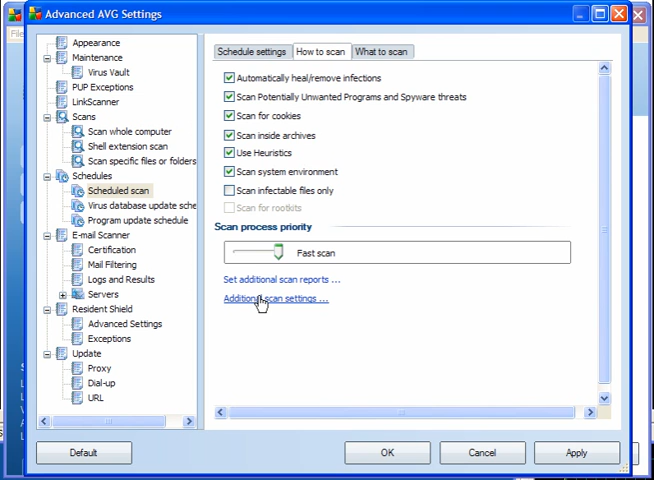 Advanced AVG Settings
File
Appearance
Maintenance
Virus Vault
PUP Exceptions
LinkScanner
Scans
Scan whole computer
Shell extension scan
Scan specific files or folders
Schedules
Scheduled scan
Virus database update sche
Program update schedule
E-mail Scanner
Certification
Mail Filtering
Logs and Results
Servers
Resident Shield
Advanced Settings
Exceptions
Update
Proxy
Dial-up
URL
Schedule settings How to scan What to scan
Automatically heal/remove infections
Scan Potentially Unwanted Programs and Spyware threats
Scan for cookies
Scan inside archives
Use Heuristics
Scan system environment
Scan infectable files only
Scan for rootkits
Scan process priority
Fast scan
Set additional scan reports ...
Additional scan settings ...
Default OK Cancel Apply